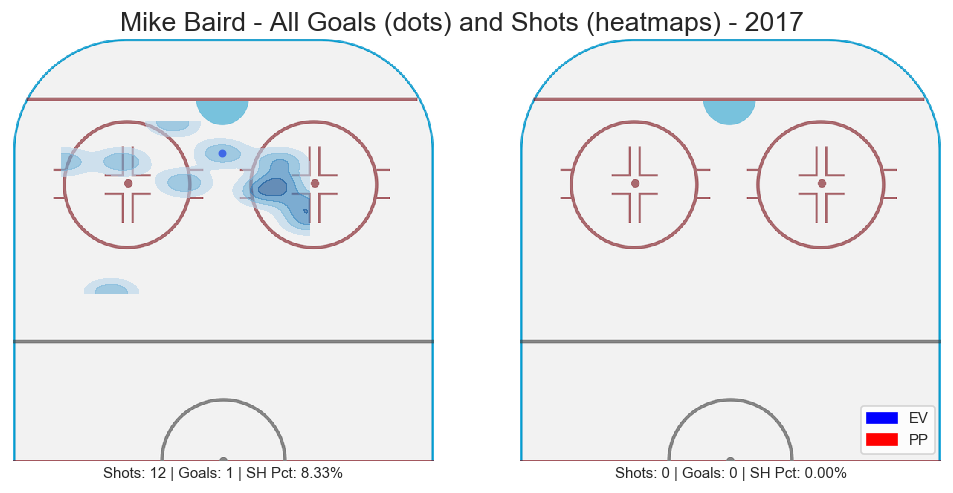 Mike Baird - All Goals (dots) and Shots (heatmaps) - 2017
EV
PP
Shots: 12 | Goals: 1 | SH Pct: 8.33%
Shots: 0 | Goals: 0 | SH Pct: 0.00%